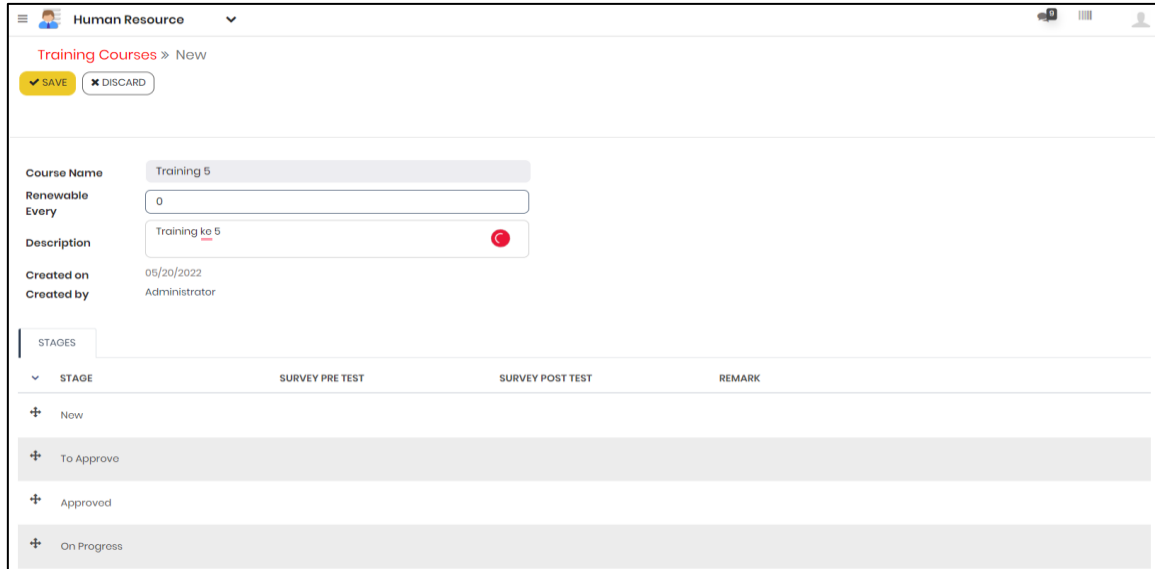 Human Resource
Training Courses » New
SAVE DISCARD
Course Name Training 5
Renewable Every 0
Description Training ke 5
Created on 05/20/2022
Created by Administrator
STAGES
STAGE SURVEY PRE TEST SURVEY POST TEST REMARK
New
To Approve
Approved
On Progress